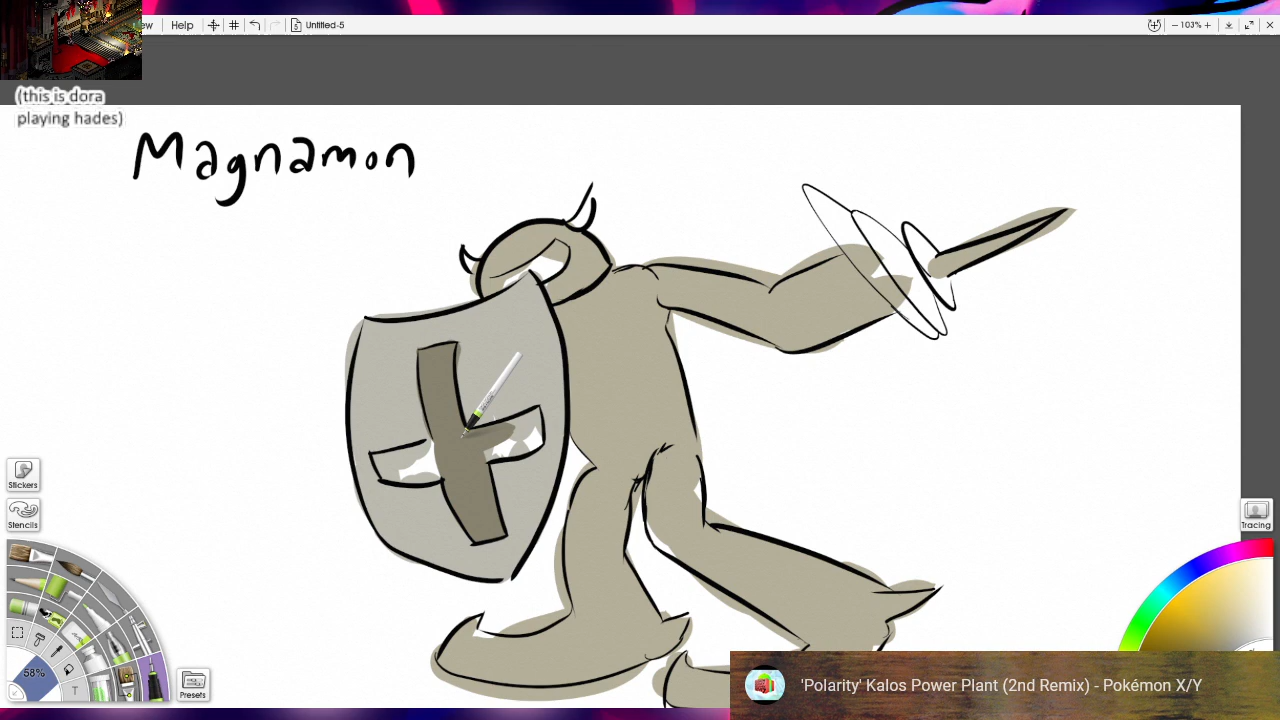 ew Help Untitled-5 − 103% +
(this is dora
playing hades)
Magnamon
Stickers
Stencils
Tracing
58%
T
Presets
'Polarity' Kalos Power Plant (2nd Remix) - Pokémon X/Y